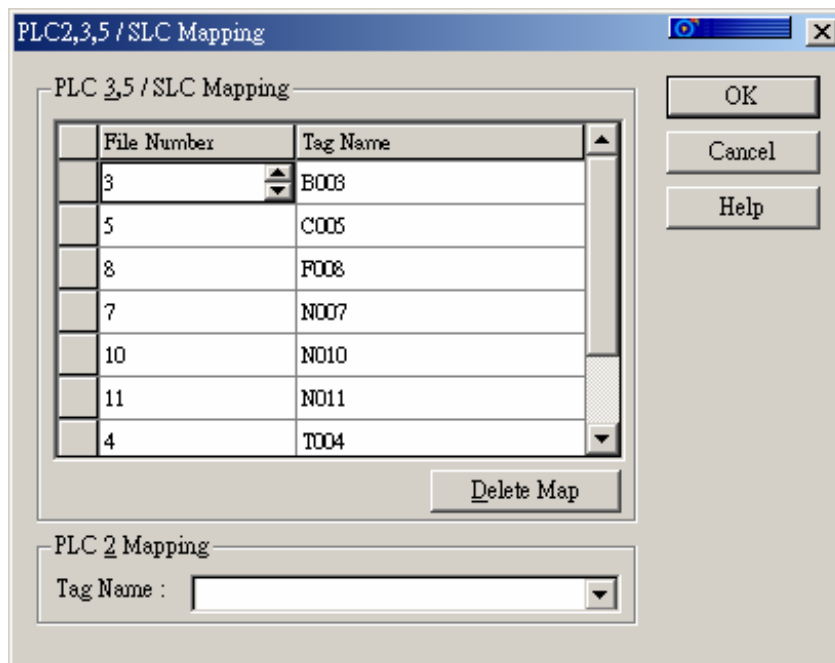 PLC2,3,5 / SLC Mapping
PLC 3,5 / SLC Mapping
OK
File Number Tag Name
Cancel
3 B003
Help
5 C005
8 F008
7 N007
10 N010
11 N011
4 T004
Delete Map
PLC 2 Mapping
Tag Name :